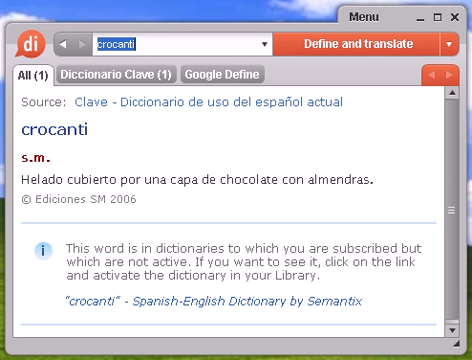 Menu
di
crocanti
Define and translate
All (1)
Diccionario Clave (1)
Google Define
Source: Clave - Diccionario de uso del español actual
crocanti
s.m.
Helado cubierto por una capa de chocolate con almendras.
© Ediciones SM 2006
i
This word is in dictionaries to which you are subscribed but
which are not active. If you want to see it, click on the link
and activate the dictionary in your Library.
"crocanti" - Spanish-English Dictionary by Semantix